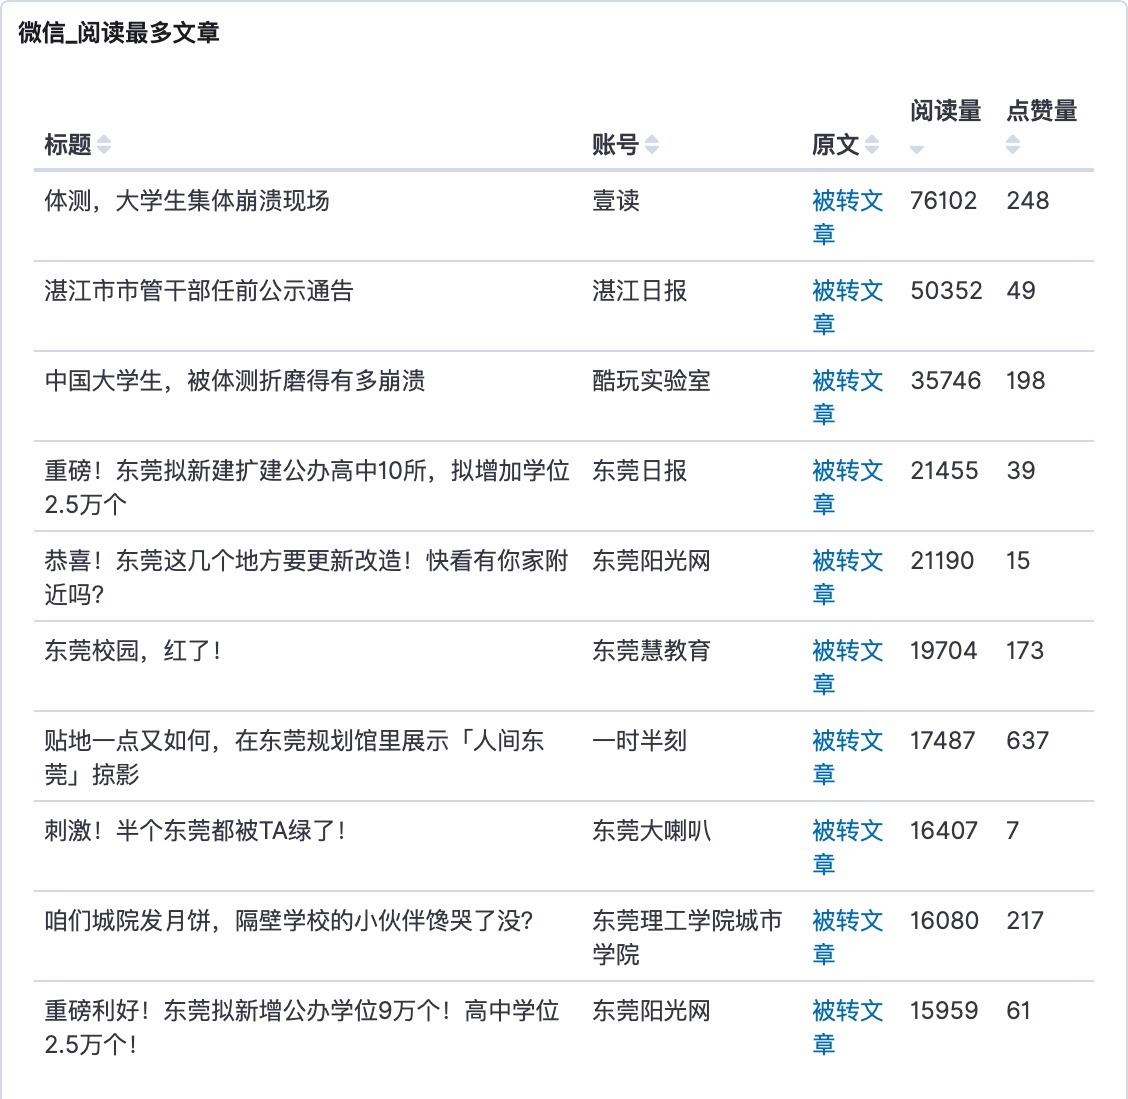 微信_阅读最多文章
阅读量 点赞量
标题 账号 原文
体测，大学生集体崩溃现场 壹读 被转文 76102 248
章
湛江市市管干部任前公示通告 湛江日报 被转文 50352 49
章
中国大学生，被体测折磨得有多崩溃 酷玩实验室 被转文 35746 198
章
重磅！东莞拟新建扩建公办高中10所，拟增加学位 东莞日报 被转文 21455 39
2.5万个 章
恭喜！东莞这几个地方要更新改造！快看有你家附 东莞阳光网 被转文 21190 15
近吗? 章
东莞校园，红了！ 东莞慧教育 被转文 19704 173
章
贴地一点又如何，在东莞规划馆里展示「人间东 一时半刻 被转文 17487 637
莞」掠影 章
刺激！半个东莞都被TA绿了！ 东莞大喇叭 被转文 16407 7
章
咱们城院发月饼，隔壁学校的小伙伴馋哭了没? 东莞理工学院城市 被转文 16080 217
学院 章
重磅利好！东莞拟新增公办学位9万个！高中学位 东莞阳光网 被转文 15959 61
2.5万个！ 章